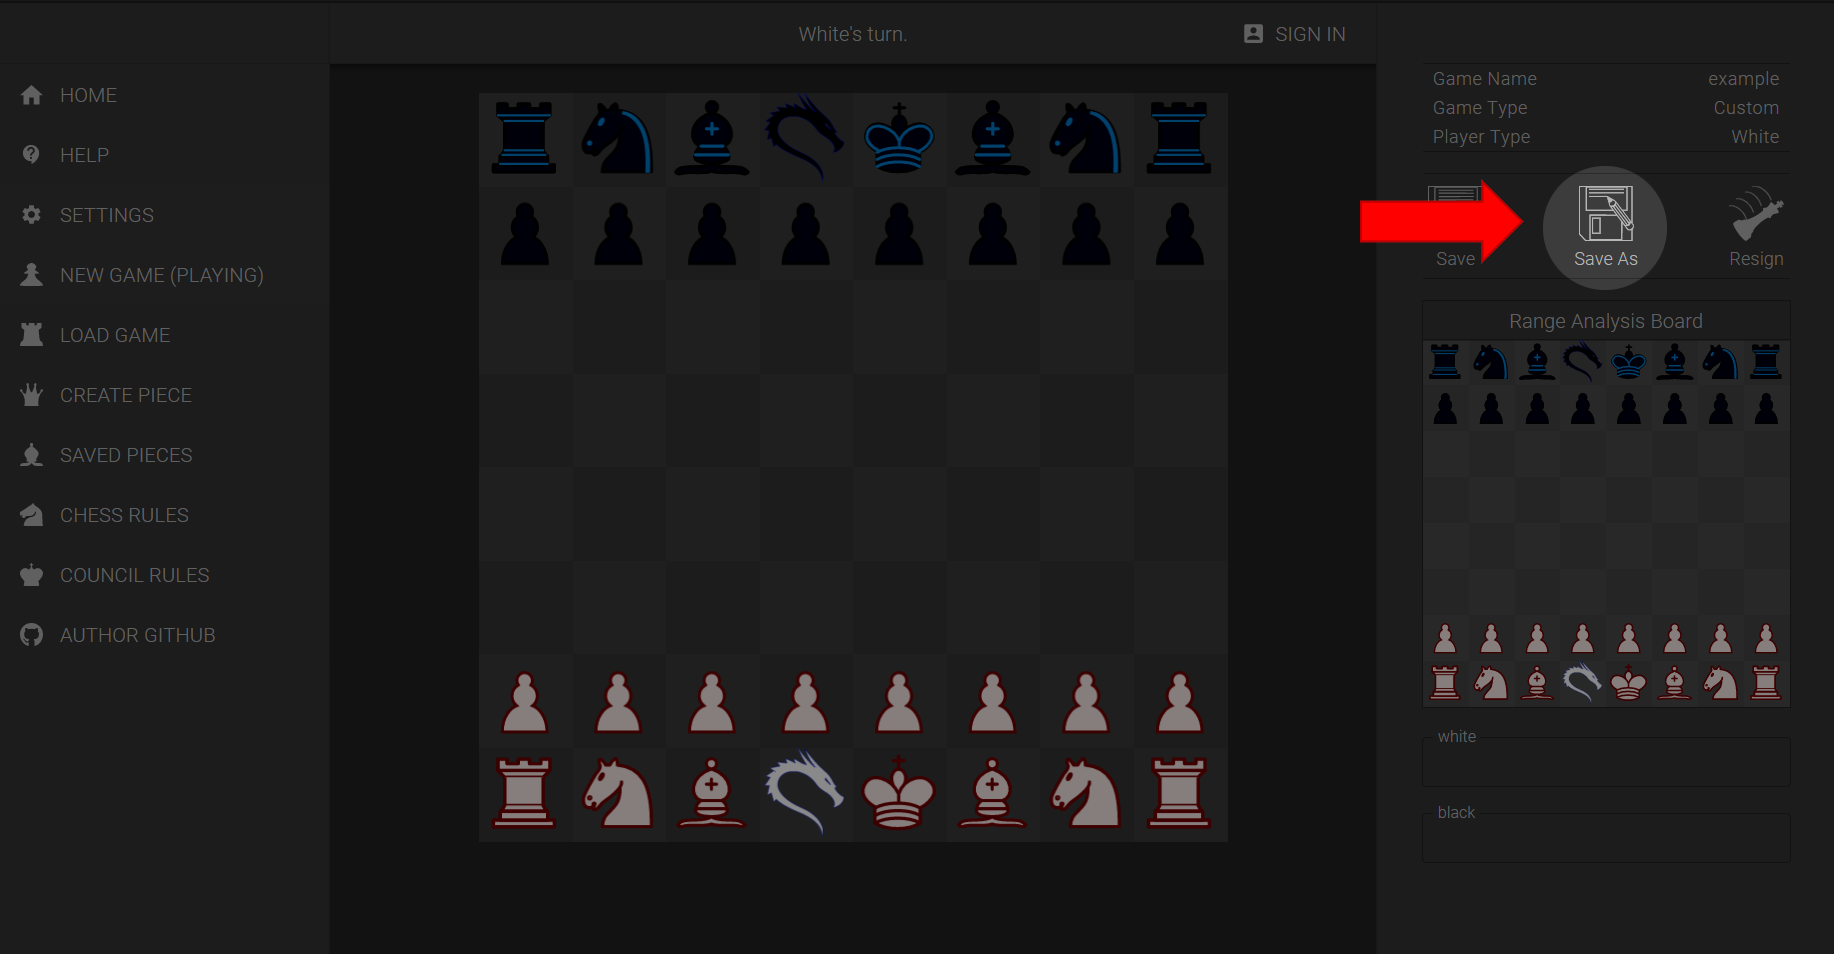 White's turn.
SIGN IN
HOME
HELP
SETTINGS
NEW GAME (PLAYING)
LOAD GAME
CREATE PIECE
SAVED PIECES
CHESS RULES
COUNCIL RULES
AUTHOR GITHUB
Game Name example
Game Type Custom
Player Type White
Save Save As Resign
Range Analysis Board
white
black